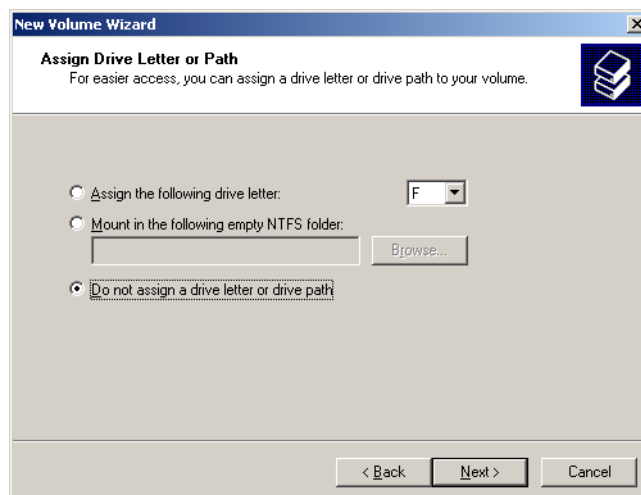 New Volume Wizard
Assign Drive Letter or Path
For easier access, you can assign a drive letter or drive path to your volume.
Assign the following drive letter: F
Mount in the following empty NTFS folder:
Browse...
Do not assign a drive letter or drive path
< Back Next > Cancel